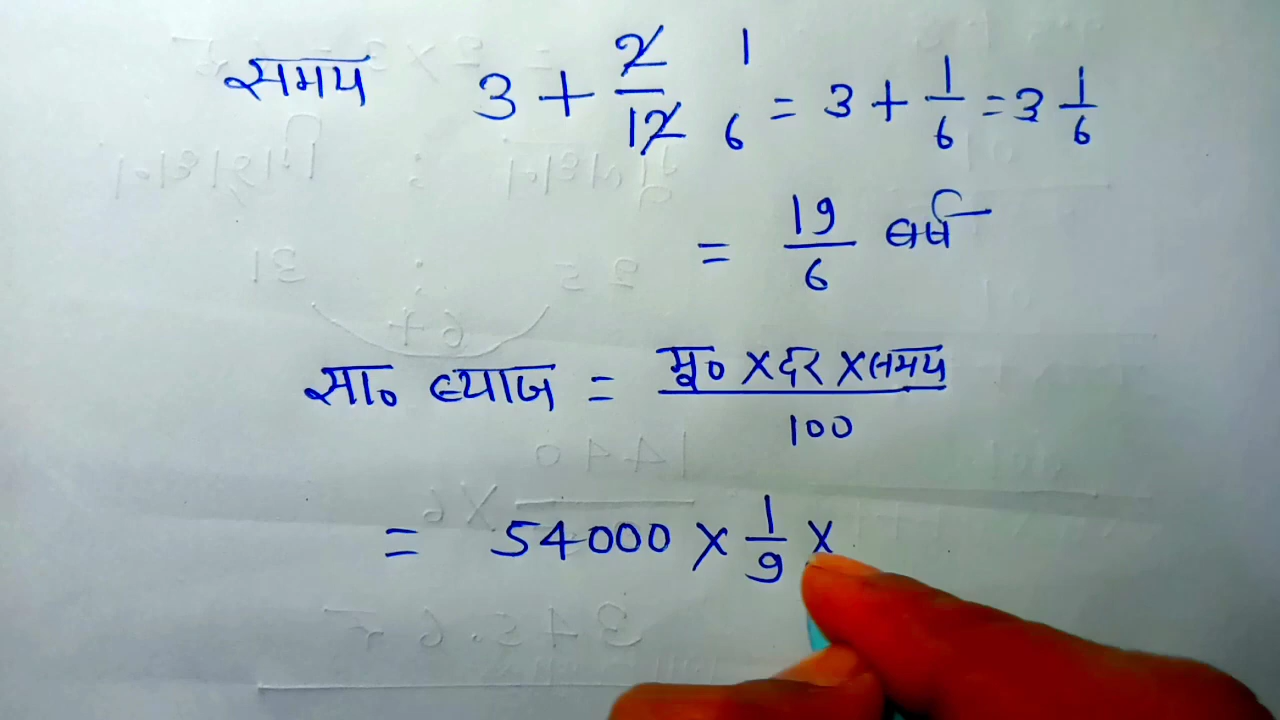 समय 3 + 2/12 1/6 = 3 + 1/6 = 3 1/6
= 19/6 वर्ष
सा० ब्याज = मू० X दर X समय / 100
= 54000 X 1/9 X